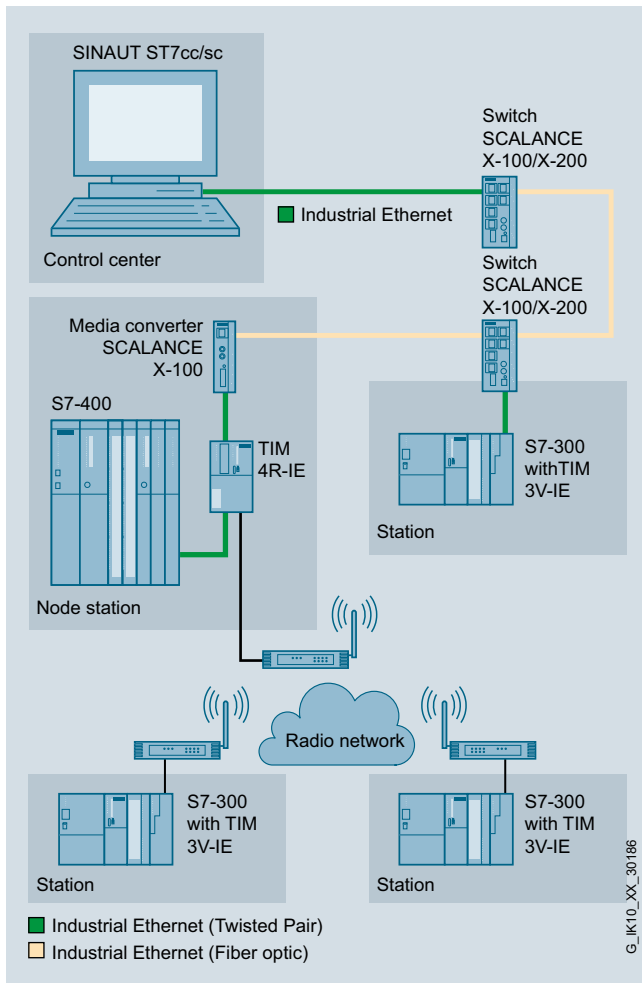 SINAUT ST7cc/sc
Switch
SCALANCE
X-100/X-200
Industrial Ethernet
Control center
Switch
SCALANCE
X-100/X-200
Media converter
SCALANCE
X-100
S7-400
TIM
4R-IE
S7-300
withTIM
3V-IE
Station
Node station
Radio network
S7-300
with TIM
3V-IE
Station
S7-300
with TIM
3V-IE
Station
Industrial Ethernet (Twisted Pair)
Industrial Ethernet (Fiber optic)
G_IK10_XX_30186